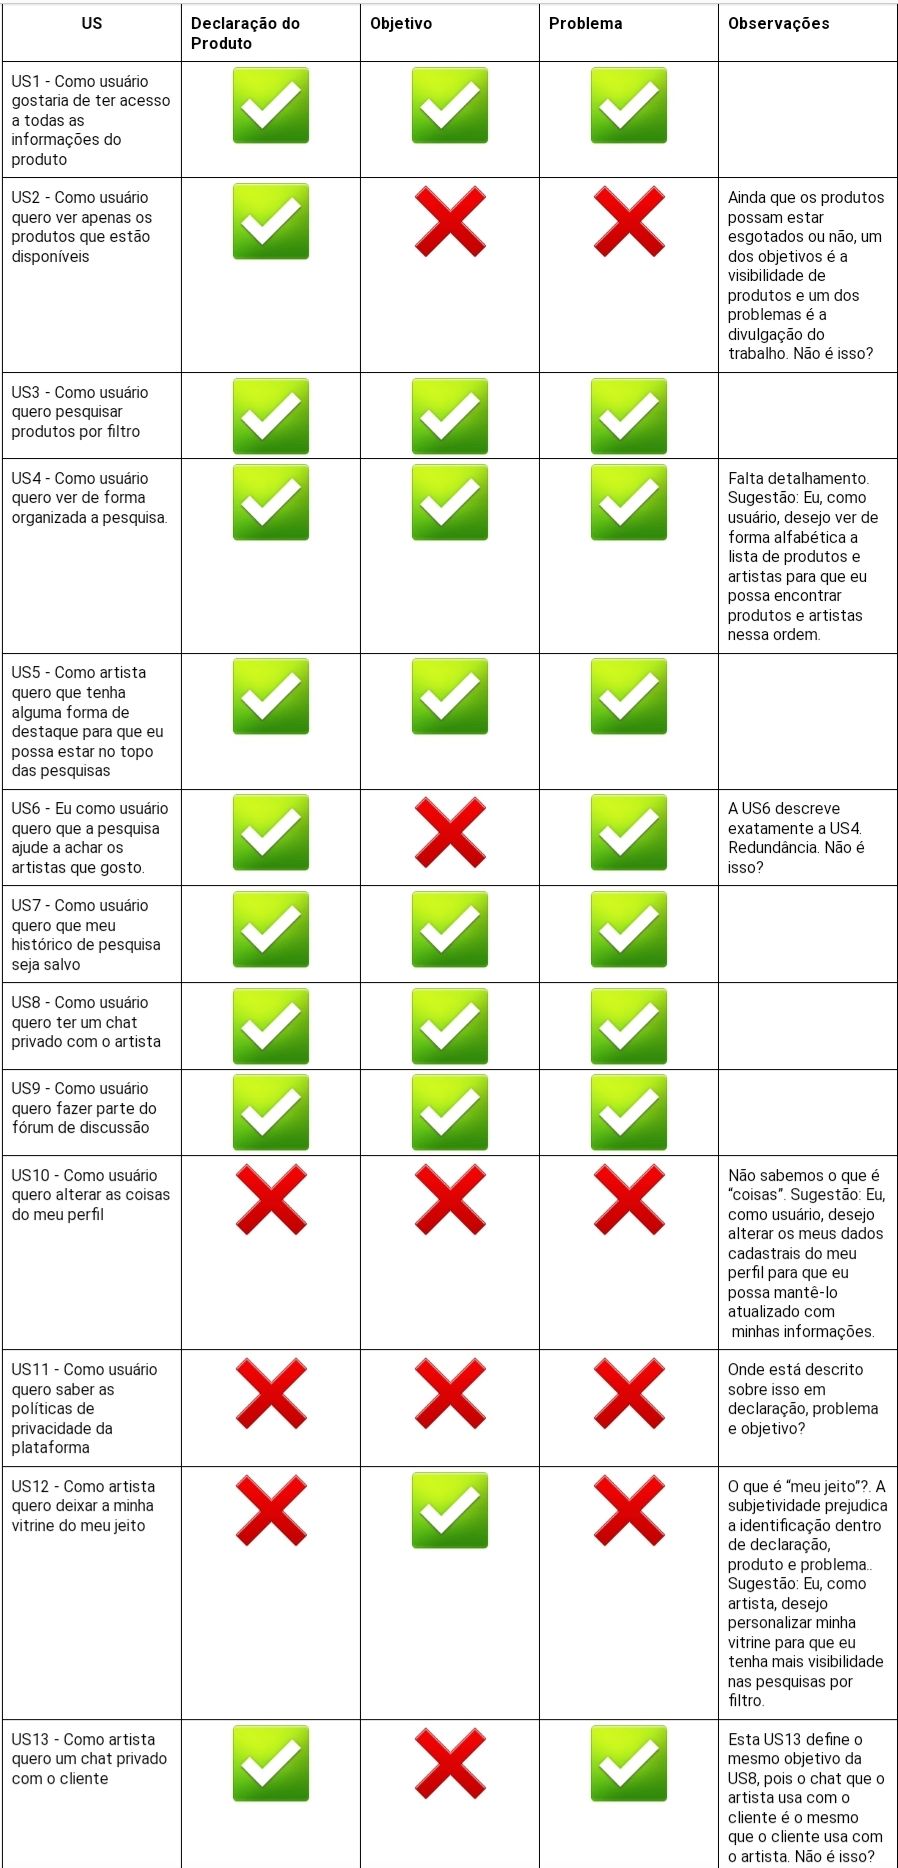 US
Declaração do
Produto
Objetivo
Problema
Observações
US1 - Como usuário
gostaria de ter acesso
a todas as
informações do
produto
US2 - Como usuário
quero ver apenas os
produtos que estão
disponíveis
Ainda que os produtos
possam estar
esgotados ou não, um
dos objetivos é a
visibilidade de
produtos e um dos
problemas é a
divulgação do
trabalho. Não é isso?
US3 - Como usuário
quero pesquisar
produtos por filtro
US4 - Como usuário
quero ver de forma
organizada a pesquisa.
Falta detalhamento.
Sugestão: Eu, como
usuário, desejo ver de
forma alfabética a
lista de produtos e
artistas para que eu
possa encontrar
produtos e artistas
nessa ordem.
US5 - Como artista
quero que tenha
alguma forma de
destaque para que eu
possa estar no topo
das pesquisas
US6 - Eu como usuário
quero que a pesquisa
ajude a achar os
artistas que gosto.
A US6 descreve
exatamente a US4.
Redundância. Não é
isso?
US7 - Como usuário
quero que meu
histórico de pesquisa
seja salvo
US8 - Como usuário
quero ter um chat
privado com o artista
US9 - Como usuário
quero fazer parte do
fórum de discussão
US10 - Como usuário
quero alterar as coisas
do meu perfil
Não sabemos o que é
“coisas”. Sugestão: Eu,
como usuário, desejo
alterar os meus dados
cadastrais do meu
perfil para que eu
possa mantê-lo
atualizado com
minhas informações.
US11 - Como usuário
quero saber as
políticas de
privacidade da
plataforma
Onde está descrito
sobre isso em
declaração, problema
e objetivo?
US12 - Como artista
quero deixar a minha
vitrine do meu jeito
O que é “meu jeito”?. A
subjetividade prejudica
a identificação dentro
de declaração,
produto e problema..
Sugestão: Eu, como
artista, desejo
personalizar minha
vitrine para que eu
tenha mais visibilidade
nas pesquisas por
filtro.
US13 - Como artista
quero um chat privado
com o cliente
Esta US13 define o
mesmo objetivo da
US8, pois o chat que o
artista usa com o
cliente é o mesmo
que o cliente usa com
o artista. Não é isso?